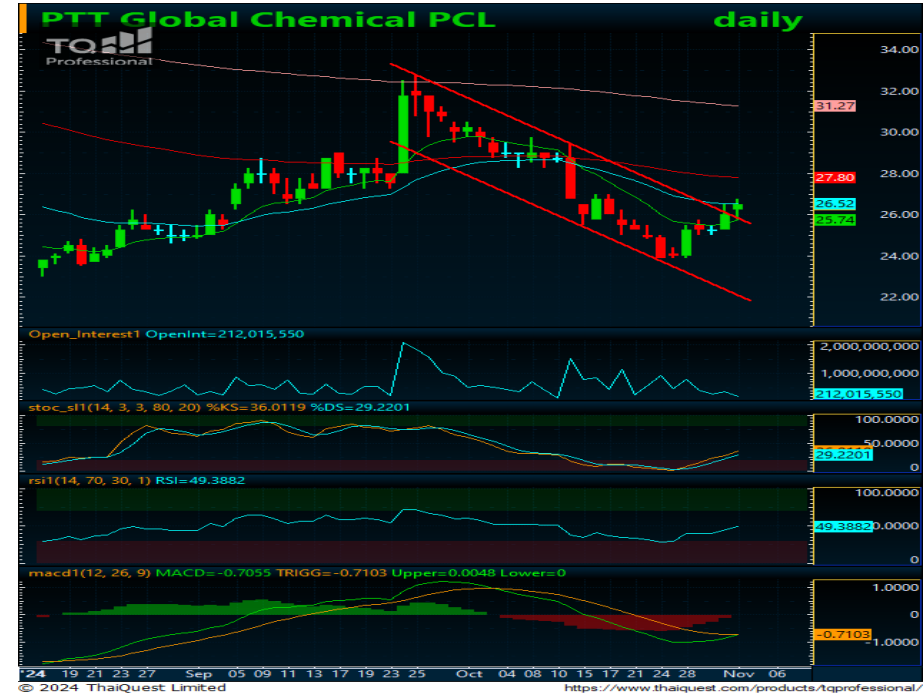 PTT Global Chemical PCL daily
TQ
Professional
34.00
32.00
31.27
30.00
28.00
27.80
26.52
26.00
25.74
24.00
22.00
Open_Interest1 OpenInt=212,015,550
2,000,000,000
1,000,000,000
212,015,550
stoc_sl1(14, 3, 3, 80, 20) %KS=36.0119 %DS=29.2201
100.0000
50.0000
29.2201
0
rsi1(14, 70, 30, 1) RSI=49.3882
100.0000
49.3882
0
macd1(12, 26, 9) MACD=-0.7055 TRIGG=-0.7103 Upper=0.0048 Lower=0
1.0000
0
-0.7103
-1.0000
'24 19 21 23 27 Sep 05 09 11 13 17 19 23 25 Oct 04 08 10 15 17 21 24 28 Nov 06
© 2024 ThaiQuest Limited https://www.thaiquest.com/products/tqprofessional/